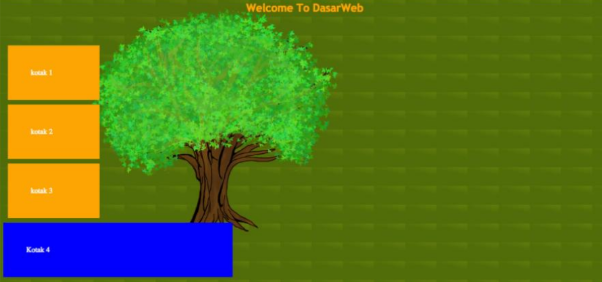 Welcome To DasarWeb
kotak 1
kotak 2
kotak 3
Kotak 4